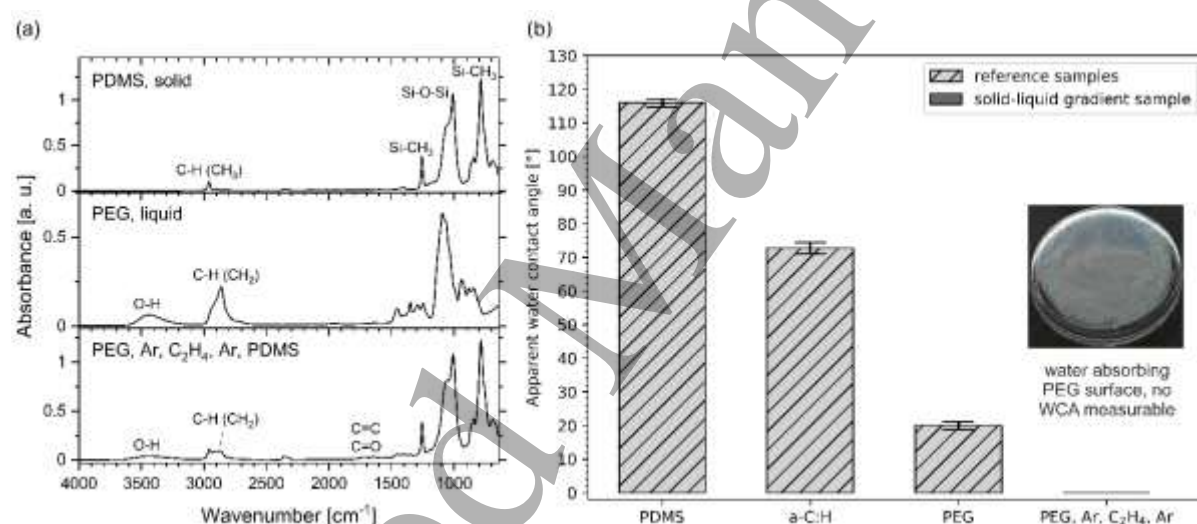 (a)
PDMS, solid
Si-CH₃
Si-O-Si
Si-CH₃
C-H (CH₃)
1
0.5
0
PEG, liquid
C-H (CH₂)
O-H
0.5
0
PEG, Ar, C₂H₄, Ar, PDMS
C-H (CH₂)
O-H
C=C
C=O
1
0.5
0
Absorbance [a. u.]
4000 3000 2000 1000
Wavenumber [cm⁻¹]
(b)
130
120
110
100
90
80
70
60
50
40
30
20
10
0
Apparent water contact angle [°]
reference samples
solid-liquid gradient sample
water absorbing
PEG surface, no
WCA measurable
PDMS a-C:H PEG PEG, Ar, C₂H₄, Ar